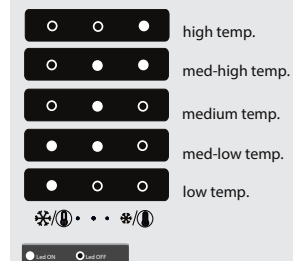 high temp.
med-high temp.
medium temp.
med-low temp.
low temp.
Led ON Led OFF